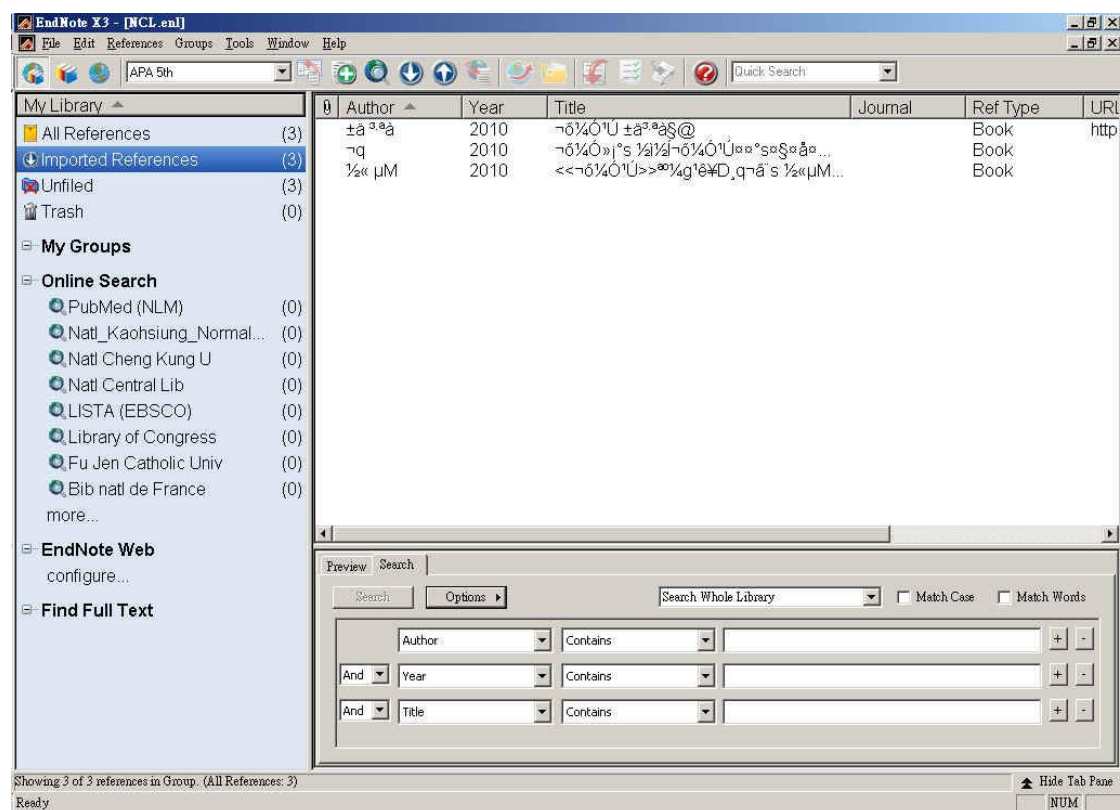 EndNote X3 - [NCL.enl]
File Edit References Groups Tools Window Help
APA 5th Quick Search
My Library
All References (3)
Imported References (3)
Unfiled (3)
Trash (0)
My Groups
Online Search
PubMed (NLM) (0)
Natl_Kaohsiung_Normal... (0)
Natl Cheng Kung U (0)
Natl Central Lib (0)
LISTA (EBSCO) (0)
Library of Congress (0)
Fu Jen Catholic Univ (0)
Bib natl de France (0)
more...
EndNote Web
configure...
Find Full Text
Author Year Title Journal Ref Type URL
2010 Book http
¬q 2010 Book
½« µM 2010 Book
Preview Search
Search Options Search Whole Library Match Case Match Words
Author Contains + -
And Year Contains + -
And Title Contains + -
Showing 3 of 3 references in Group. (All References: 3) Hide Tab Pane
Ready NUM